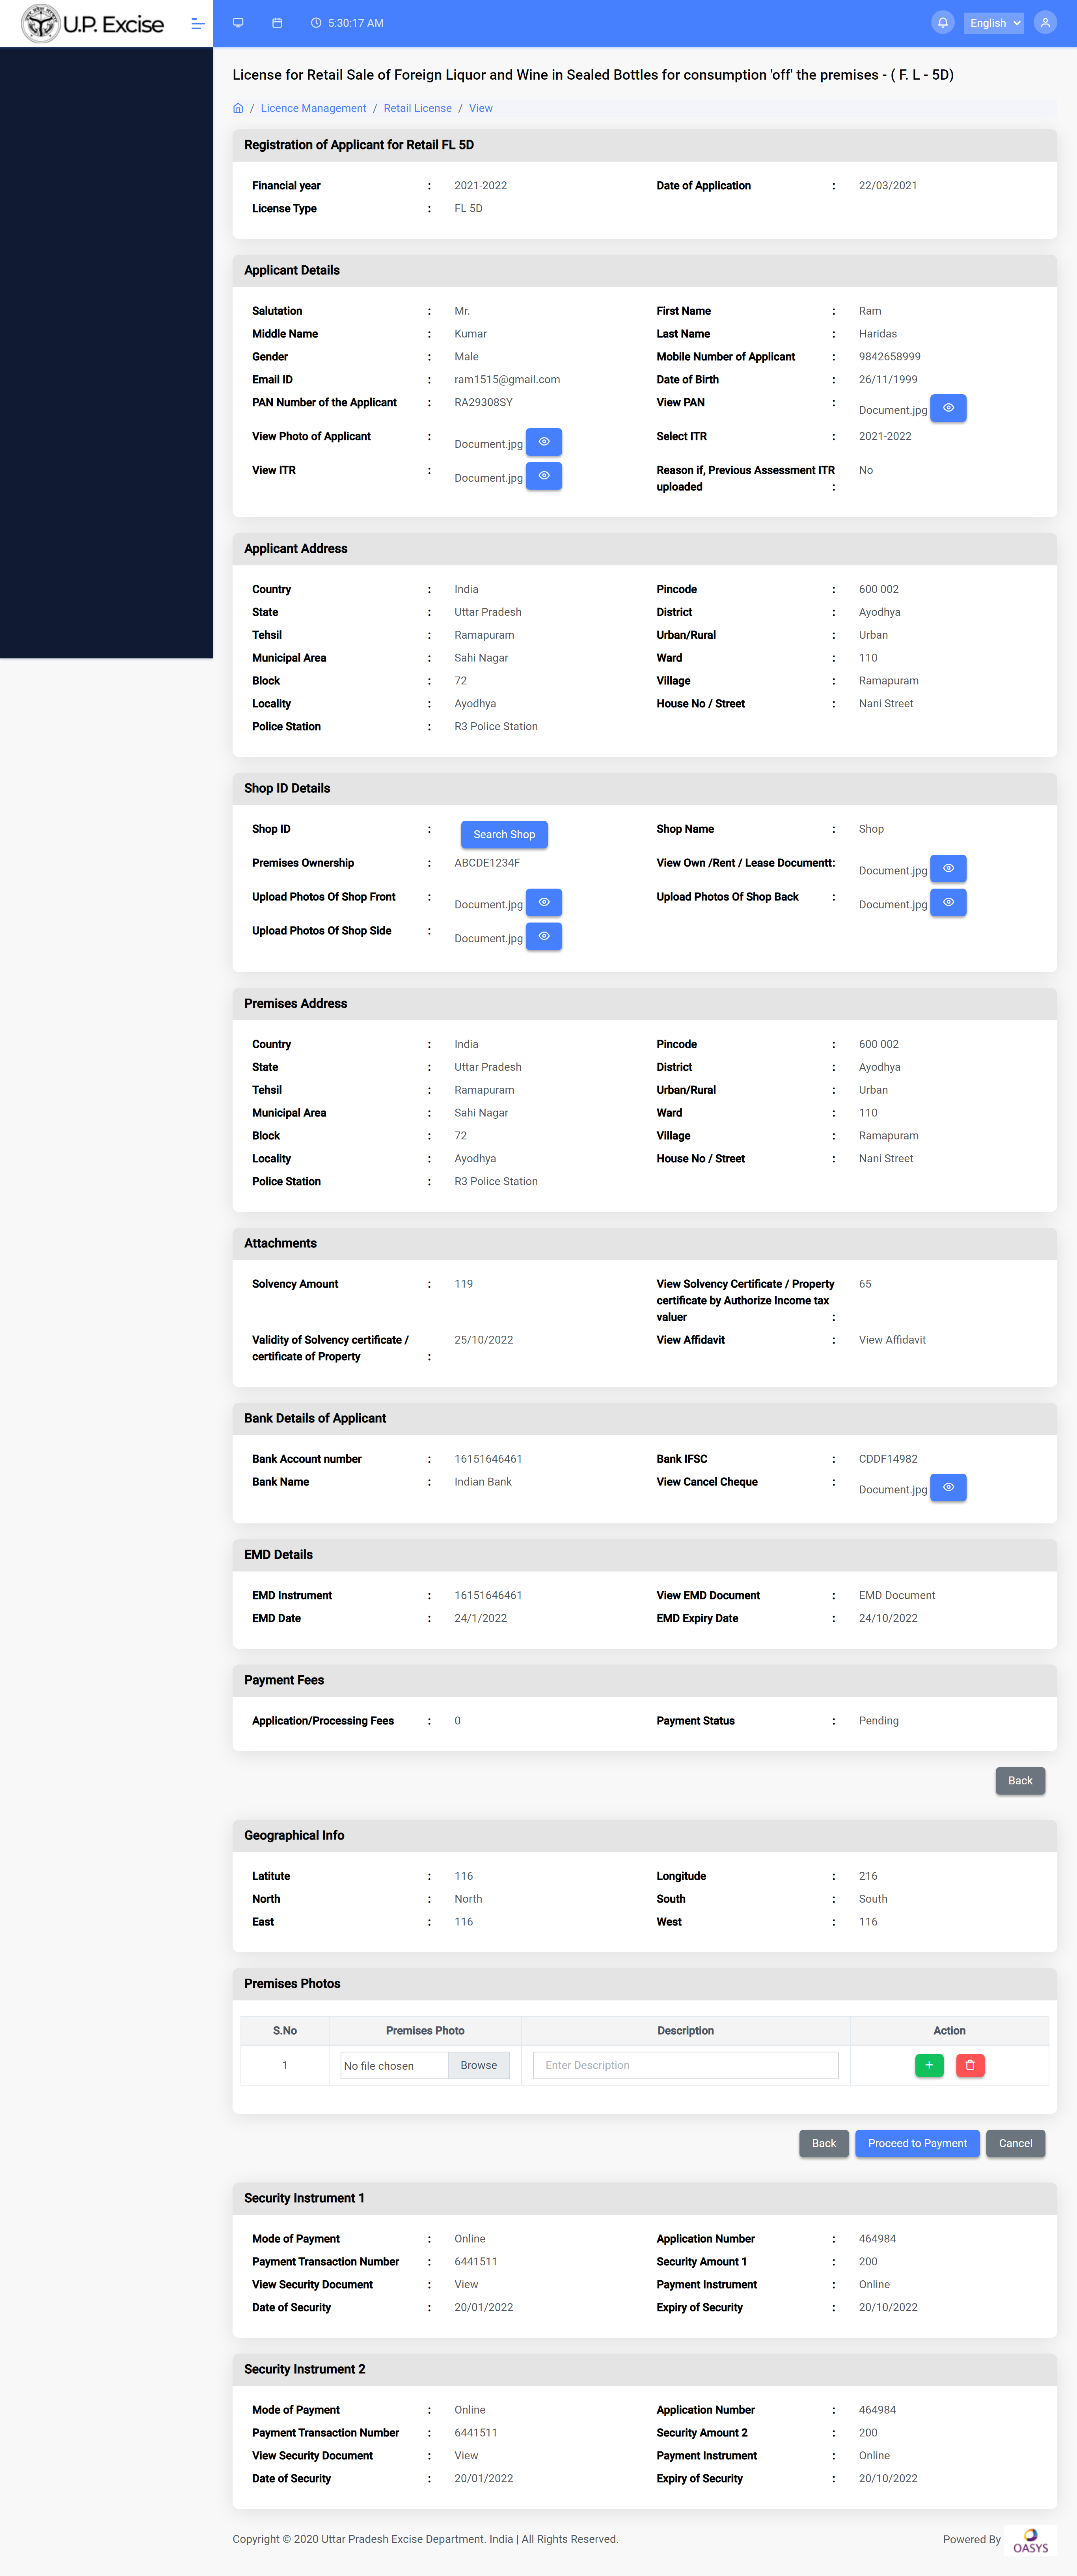 U.P. Excise
5:30:17 AM
English
License for Retail Sale of Foreign Liquor and Wine in Sealed Bottles for consumption 'off' the premises - ( F. L - 5D)
/ Licence Management / Retail License / View
Registration of Applicant for Retail FL 5D
Financial year : 2021-2022 Date of Application : 22/03/2021
License Type : FL 5D
Applicant Details
Salutation : Mr. First Name : Ram
Middle Name : Kumar Last Name : Haridas
Gender : Male Mobile Number of Applicant : 9842658999
Email ID : ram1515@gmail.com Date of Birth : 26/11/1999
PAN Number of the Applicant : RA29308SY View PAN : Document.jpg
View Photo of Applicant : Document.jpg Select ITR : 2021-2022
View ITR : Document.jpg Reason if, Previous Assessment ITR No
uploaded :
Applicant Address
Country : India Pincode : 600 002
State : Uttar Pradesh District : Ayodhya
Tehsil : Ramapuram Urban/Rural : Urban
Municipal Area : Sahi Nagar Ward : 110
Block : 72 Village : Ramapuram
Locality : Ayodhya House No / Street : Nani Street
Police Station : R3 Police Station
Shop ID Details
Shop ID : Search Shop Shop Name : Shop
Premises Ownership : ABCDE1234F View Own /Rent / Lease Documentt: Document.jpg
Upload Photos Of Shop Front : Document.jpg Upload Photos Of Shop Back : Document.jpg
Upload Photos Of Shop Side : Document.jpg
Premises Address
Country : India Pincode : 600 002
State : Uttar Pradesh District : Ayodhya
Tehsil : Ramapuram Urban/Rural : Urban
Municipal Area : Sahi Nagar Ward : 110
Block : 72 Village : Ramapuram
Locality : Ayodhya House No / Street : Nani Street
Police Station : R3 Police Station
Attachments
Solvency Amount : 119 View Solvency Certificate / Property 65
certificate by Authorize Income tax
valuer :
Validity of Solvency certificate / 25/10/2022 View Affidavit : View Affidavit
certificate of Property :
Bank Details of Applicant
Bank Account number : 16151646461 Bank IFSC : CDDF14982
Bank Name : Indian Bank View Cancel Cheque : Document.jpg
EMD Details
EMD Instrument : 16151646461 View EMD Document : EMD Document
EMD Date : 24/1/2022 EMD Expiry Date : 24/10/2022
Payment Fees
Application/Processing Fees : 0 Payment Status : Pending
Back
Geographical Info
Latitute : 116 Longitude : 216
North : North South : South
East : 116 West : 116
Premises Photos
S.No Premises Photo Description Action
1 No file chosen Browse Enter Description +
Back Proceed to Payment Cancel
Security Instrument 1
Mode of Payment : Online Application Number : 464984
Payment Transaction Number : 6441511 Security Amount 1 : 200
View Security Document : View Payment Instrument : Online
Date of Security : 20/01/2022 Expiry of Security : 20/10/2022
Security Instrument 2
Mode of Payment : Online Application Number : 464984
Payment Transaction Number : 6441511 Security Amount 2 : 200
View Security Document : View Payment Instrument : Online
Date of Security : 20/01/2022 Expiry of Security : 20/10/2022
Copyright © 2020 Uttar Pradesh Excise Department. India | All Rights Reserved. Powered By OASYS